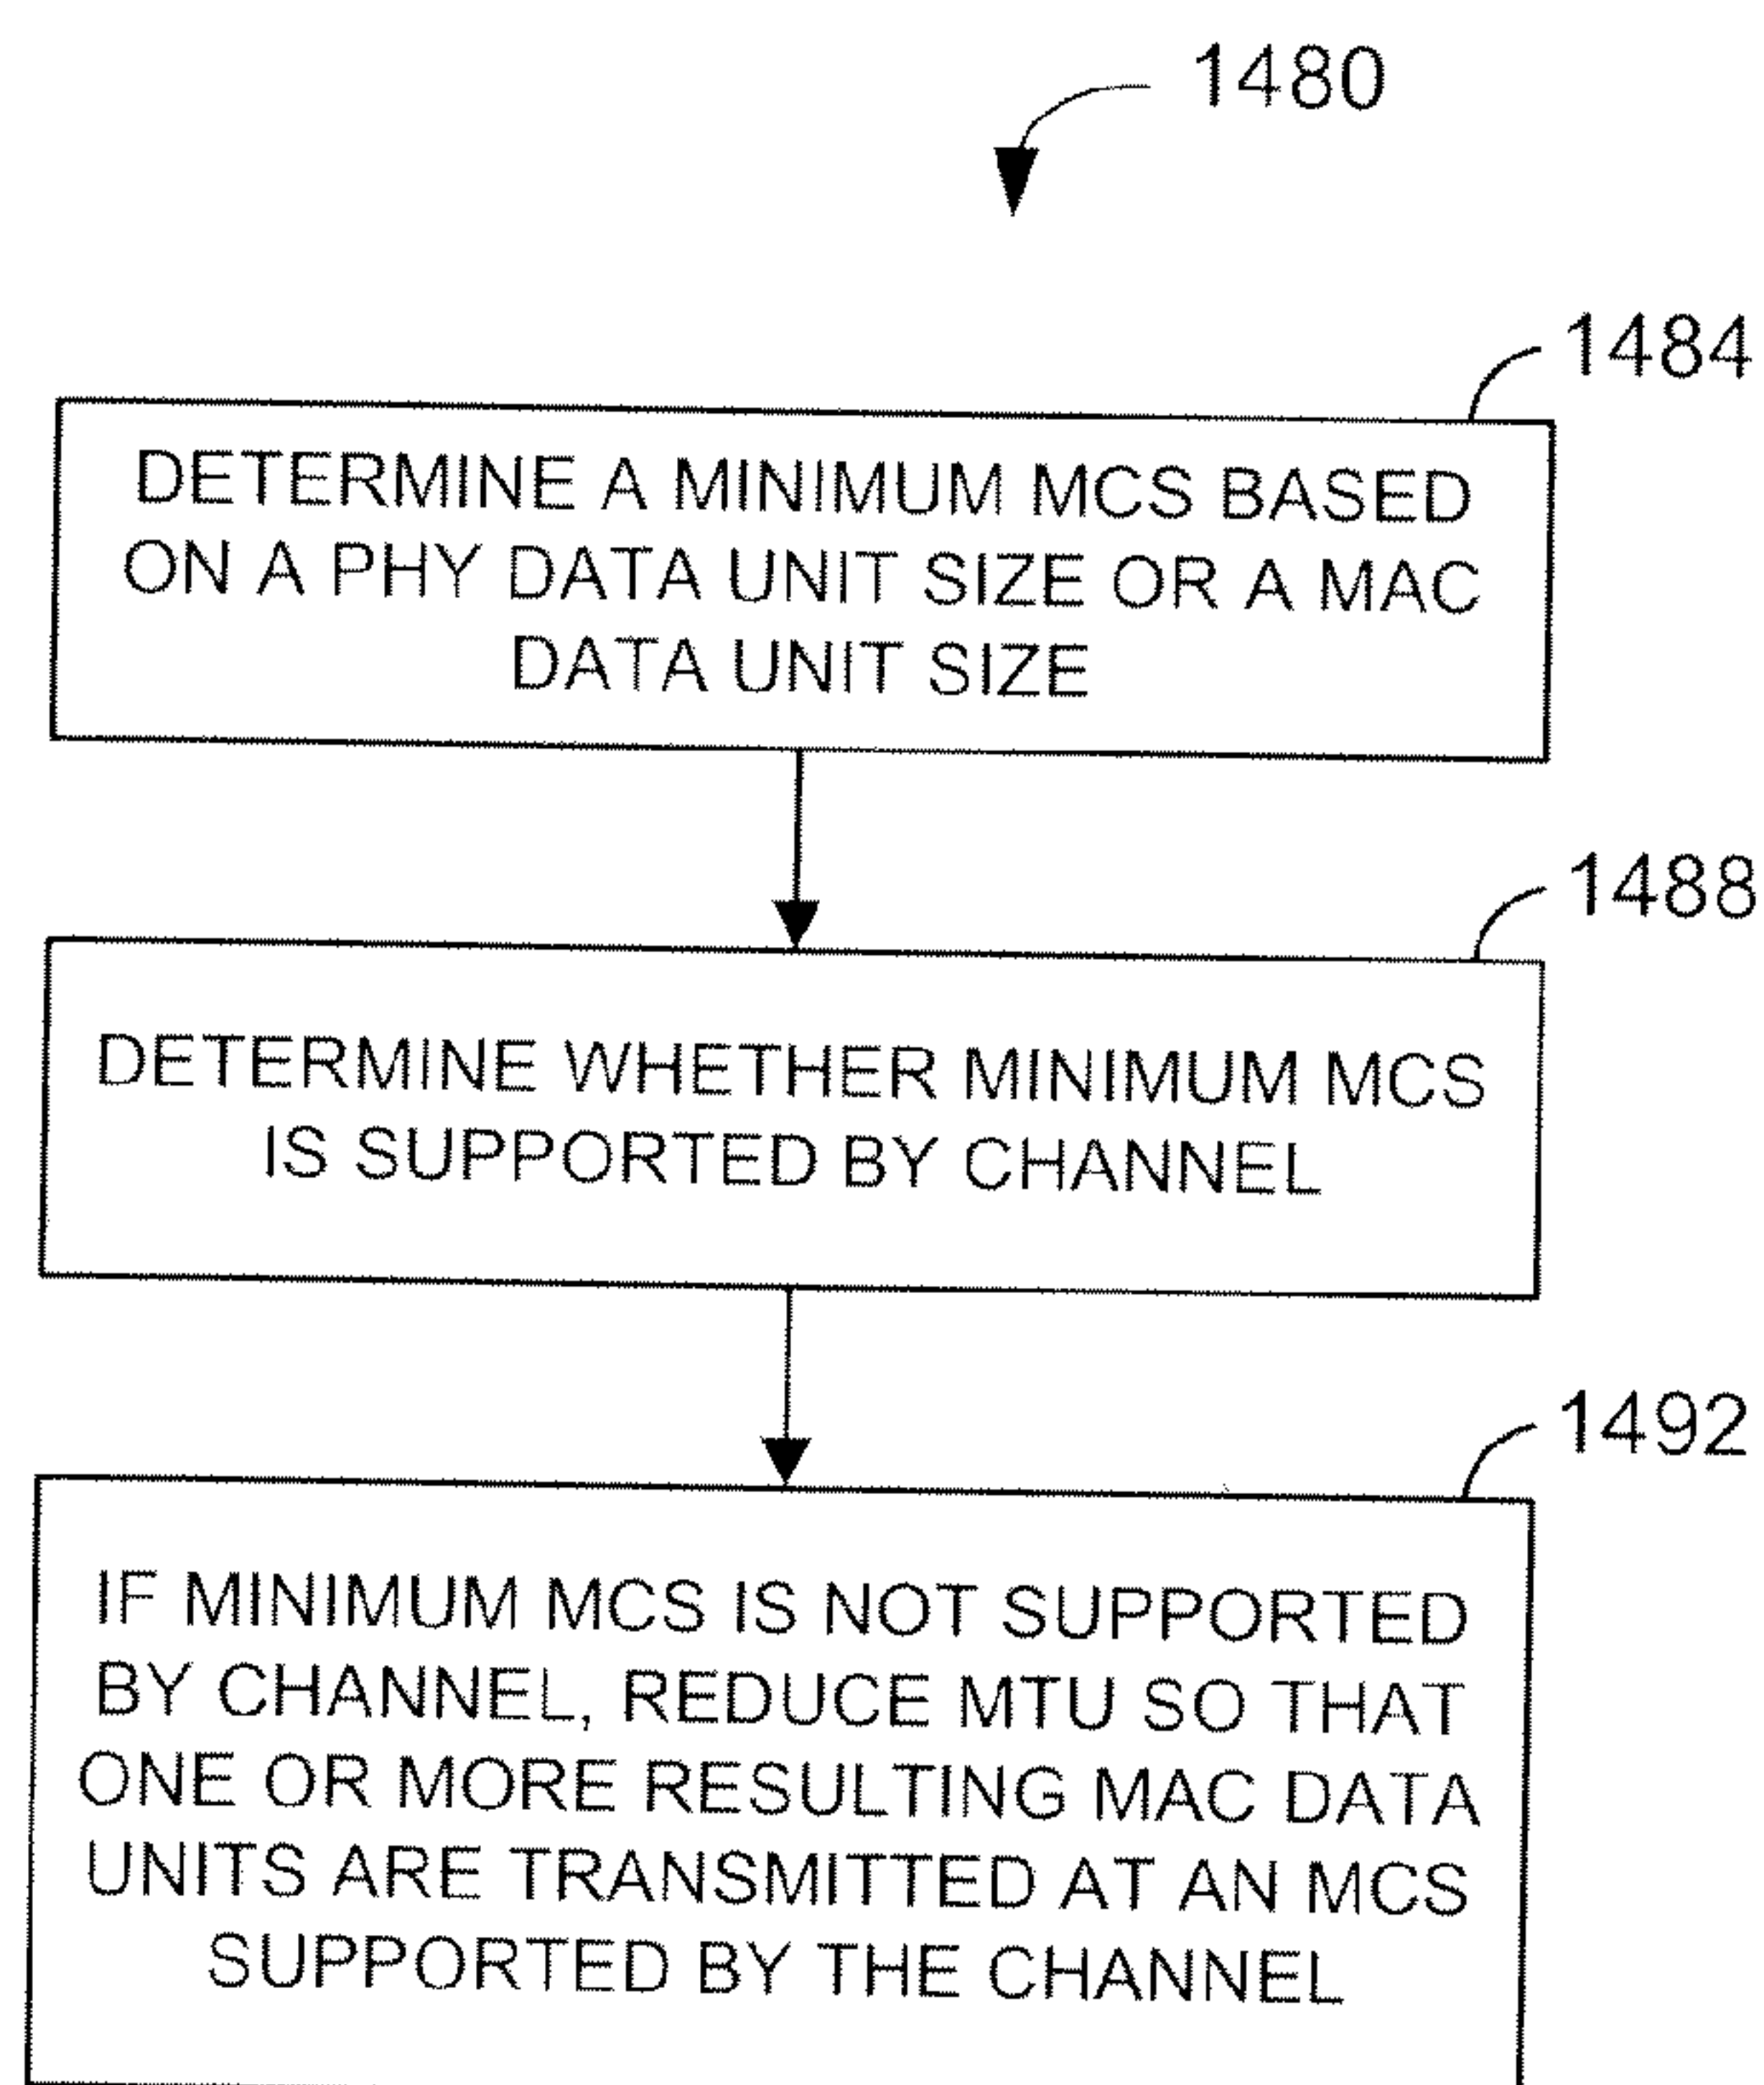 1480
1484
DETERMINE A MINIMUM MCS BASED
ON A PHY DATA UNIT SIZE OR A MAC
DATA UNIT SIZE
1488
DETERMINE WHETHER MINIMUM MCS
IS SUPPORTED BY CHANNEL
1492
IF MINIMUM MCS IS NOT SUPPORTED
BY CHANNEL, REDUCE MTU SO THAT
ONE OR MORE RESULTING MAC DATA
UNITS ARE TRANSMITTED AT AN MCS
SUPPORTED BY THE CHANNEL